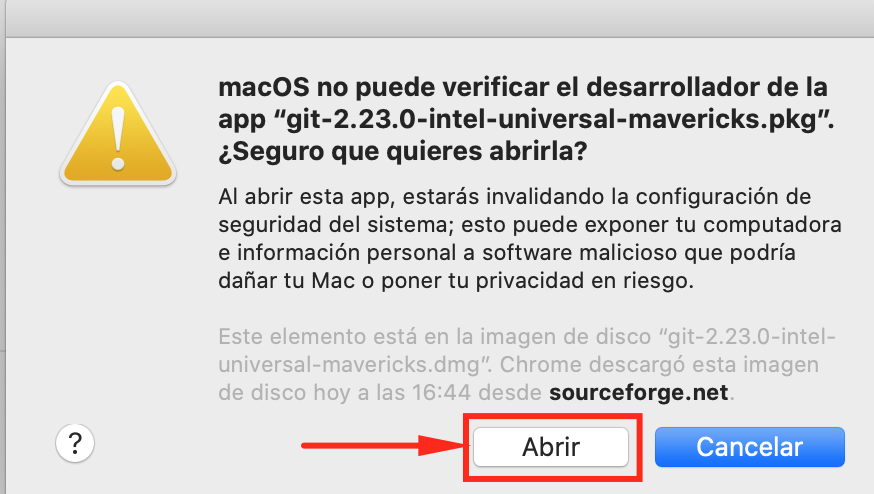 macOS no puede verificar el desarrollador de la
app “git-2.23.0-intel-universal-mavericks.pkg”.
¿Seguro que quieres abrirla?
Al abrir esta app, estarás invalidando la configuración de
seguridad del sistema; esto puede exponer tu computadora
e información personal a software malicioso que podría
dañar tu Mac o poner tu privacidad en riesgo.
Este elemento está en la imagen de disco “git-2.23.0-intel-
universal-mavericks.dmg”. Chrome descargó esta imagen
de disco hoy a las 16:44 desde sourceforge.net.
? Abrir Cancelar